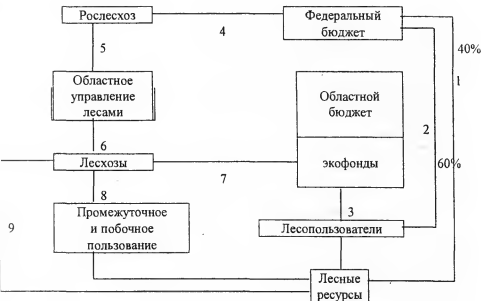 Рослесхоз
4
Федеральный
бюджет
5
40%
1
Областное
управление
лесами
Областной
бюджет
2
6
Лесхозы
7
экофонды
60%
8
3
Промежуточное
и побочное
пользование
9
Лесопользователи
Лесные
ресурсы